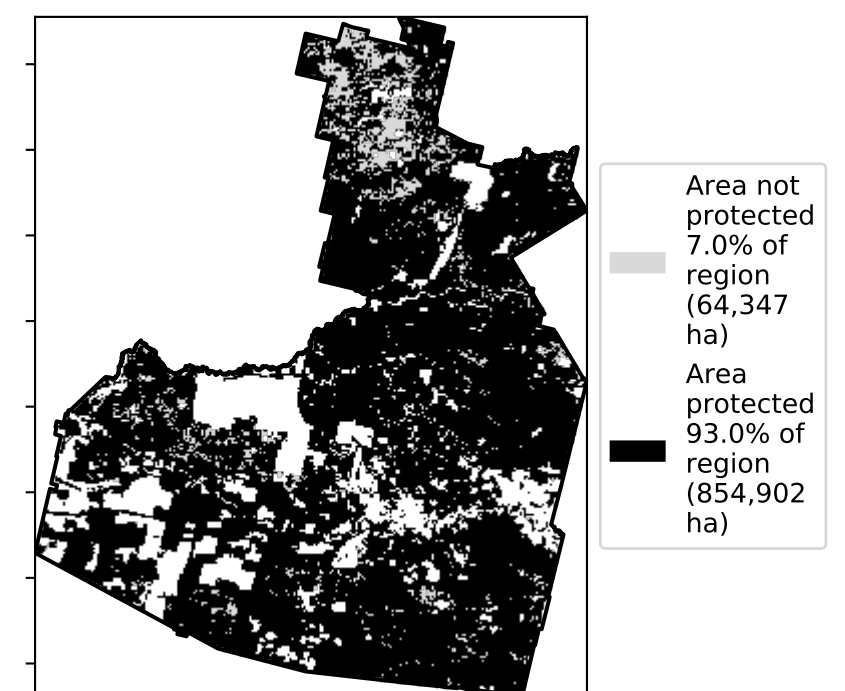 Area not
protected
7.0% of
region
(64,347
ha)
Area
protected
93.0% of
region
(854,902
ha)